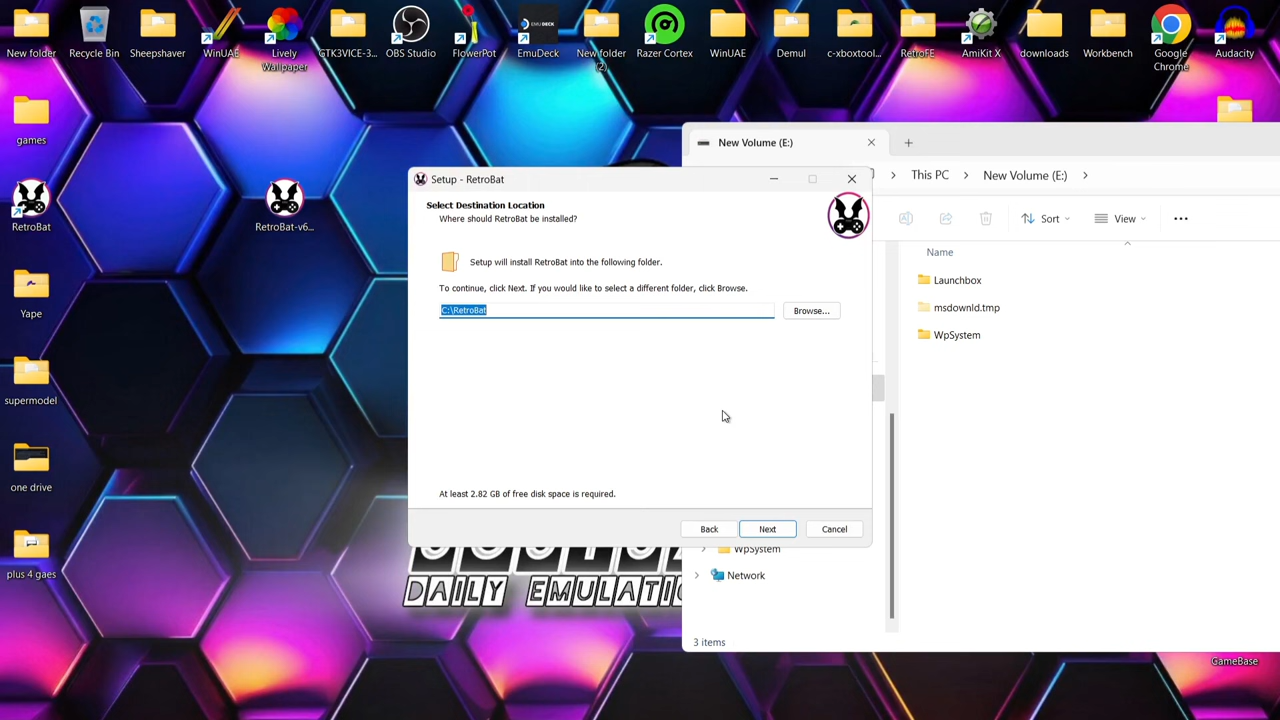 New folder
Recycle Bin
Sheepshaver
WinUAE
Lively
Wallpaper
GTK3VICE-3...
OBS Studio
FlowerPot
EmuDeck
New folder
(2)
Razer Cortex
WinUAE
Demul
c-xboxtool...
RetroFE
AmiKit X
downloads
Workbench
Google
Chrome
Audacity
games
RetroBat
RetroBat-v6...
Yape
supermodel
one drive
plus 4 gaes
New Volume (E:)
This PC
New Volume (E:)
Sort
View
Name
Launchbox
msdownld.tmp
WpSystem
Setup - RetroBat
Select Destination Location
Where should RetroBat be installed?
Setup will install RetroBat into the following folder.
To continue, click Next. If you would like to select a different folder, click Browse.
C:\RetroBat
Browse...
At least 2.82 GB of free disk space is required.
Back
Next
Cancel
WpSystem
Network
3 items
DAILY EMULATIO
GameBase